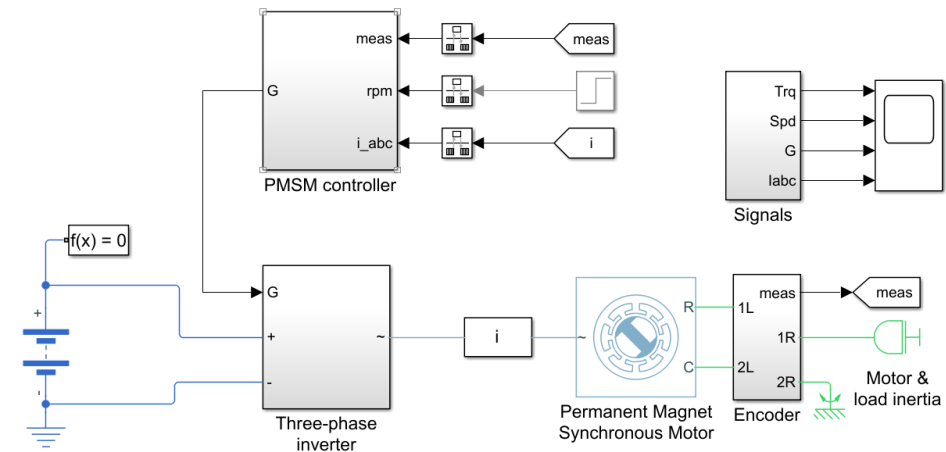 meas
meas
G
rpm
i_abc
i
PMSM controller
Trq
Spd
G
Iabc
Signals
f(x) = 0
+
-
G
+
-
~
Three-phase
inverter
i
~
R
C
Permanent Magnet
Synchronous Motor
1L
2L
meas
1R
2R
Encoder
meas
Motor &
load inertia